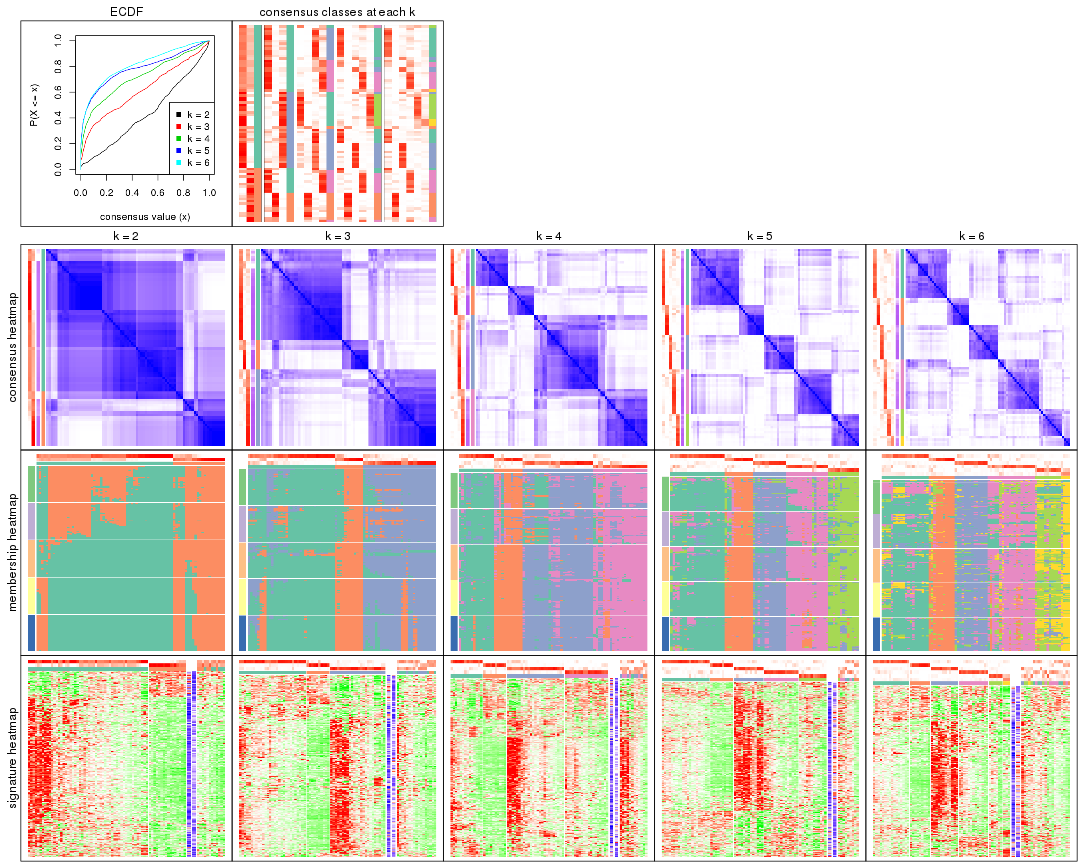 ECDF
consensus classes at each k
P(X <= x)
0.0
0.2
0.4
0.6
0.8
1.0
k = 2
k = 3
k = 4
k = 5
k = 6
0.0 0.2 0.4 0.6 0.8 1.0
consensus value (x)
k = 2
k = 3
k = 4
k = 5
k = 6
consensus heatmap
membership heatmap
signature heatmap